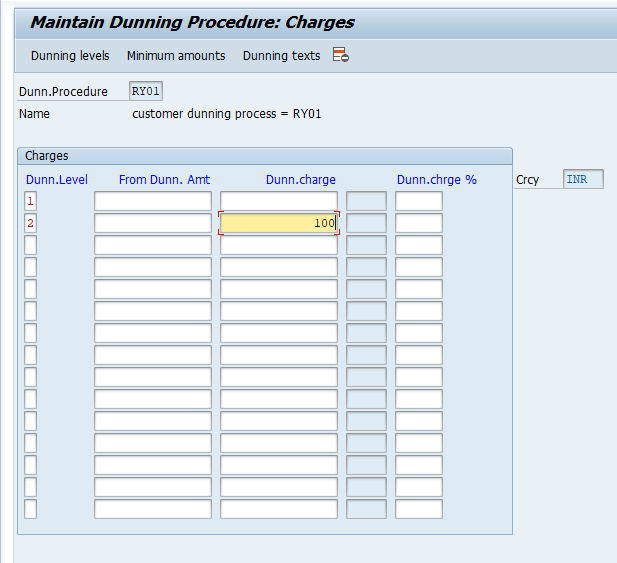 Maintain Dunning Procedure: Charges
Dunning levels Minimum amounts Dunning texts
Dunn.Procedure RY01
Name customer dunning process = RY01
Charges
Dunn.Level From Dunn. Amt Dunn.charge Dunn.chrge % Crcy INR
1
2 100